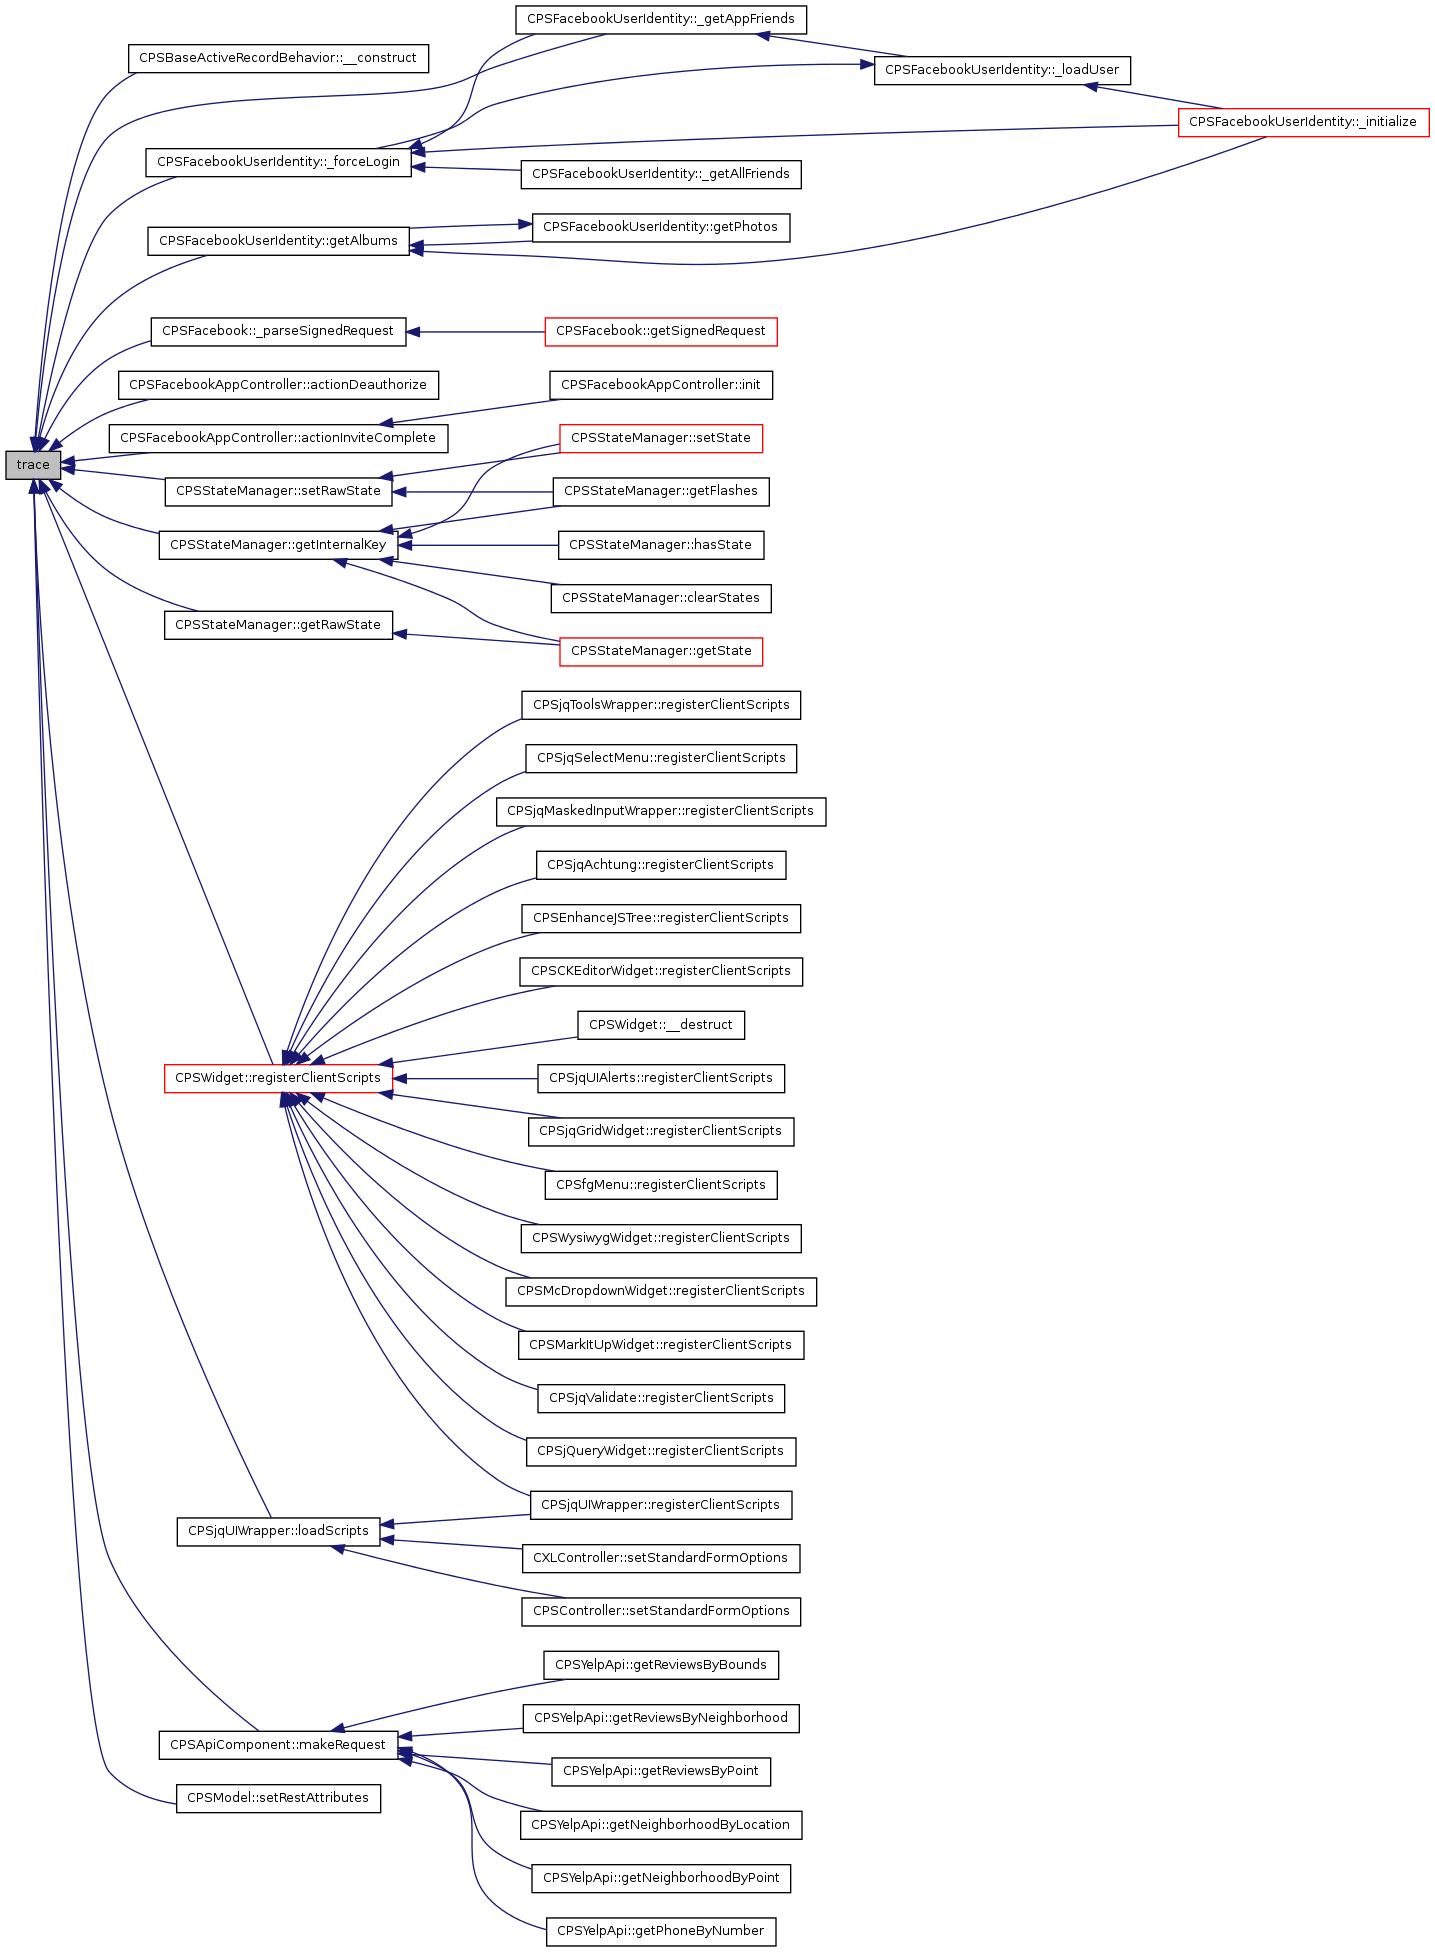 CPSFacebookUserIdentity::_getAppFriends
CPSBaseActiveRecordBehavior::__construct
CPSFacebookUserIdentity::_loadUser
CPSFacebookUserIdentity::_initialize
CPSFacebookUserIdentity::_forceLogin
CPSFacebookUserIdentity::_getAllFriends
CPSFacebookUserIdentity::getPhotos
CPSFacebookUserIdentity::getAlbums
CPSFacebook::_parseSignedRequest
CPSFacebook::getSignedRequest
CPSFacebookAppController::actionDeauthorize
CPSFacebookAppController::init
CPSFacebookAppController::actionInviteComplete
CPSStateManager::setState
trace
CPSStateManager::setRawState
CPSStateManager::getFlashes
CPSStateManager::getInternalKey
CPSStateManager::hasState
CPSStateManager::clearStates
CPSStateManager::getRawState
CPSStateManager::getState
CPSjqToolsWrapper::registerClientScripts
CPSjqSelectMenu::registerClientScripts
CPSjqMaskedInputWrapper::registerClientScripts
CPSjqAchtung::registerClientScripts
CPSEnhanceJSTree::registerClientScripts
CPSCKEditorWidget::registerClientScripts
CPSWidget::__destruct
CPSWidget::registerClientScripts
CPSjqUIAlerts::registerClientScripts
CPSjqGridWidget::registerClientScripts
CPSfgMenu::registerClientScripts
CPSWysiwygWidget::registerClientScripts
CPSMcDropdownWidget::registerClientScripts
CPSMarkItUpWidget::registerClientScripts
CPSjqValidate::registerClientScripts
CPSjQueryWidget::registerClientScripts
CPSjqUIWrapper::registerClientScripts
CPSjqUIWrapper::loadScripts
CXLController::setStandardFormOptions
CPSController::setStandardFormOptions
CPSYelpApi::getReviewsByBounds
CPSYelpApi::getReviewsByNeighborhood
CPSApiComponent::makeRequest
CPSYelpApi::getReviewsByPoint
CPSModel::setRestAttributes
CPSYelpApi::getNeighborhoodByLocation
CPSYelpApi::getNeighborhoodByPoint
CPSYelpApi::getPhoneByNumber